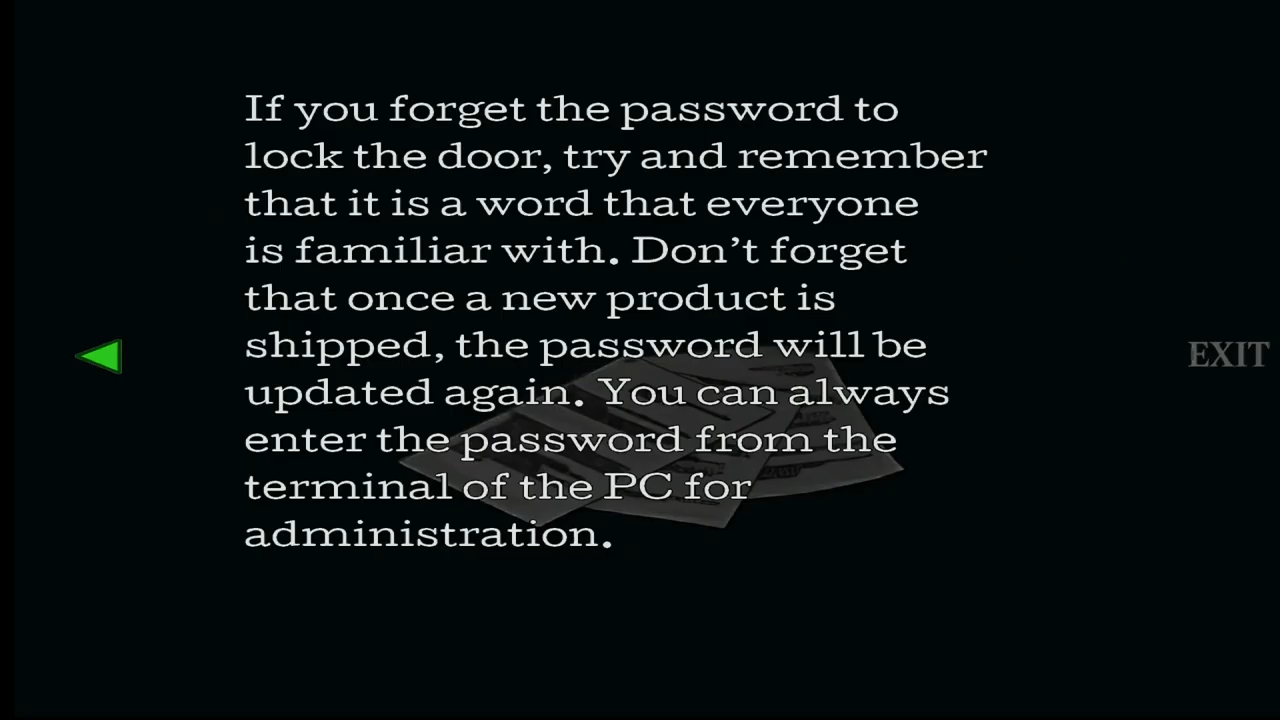 If you forget the password to
lock the door, try and remember
that it is a word that everyone
is familiar with. Don't forget
that once a new product is
shipped, the password will be
updated again. You can always
enter the password from the
terminal of the PC for
administration.
EXIT